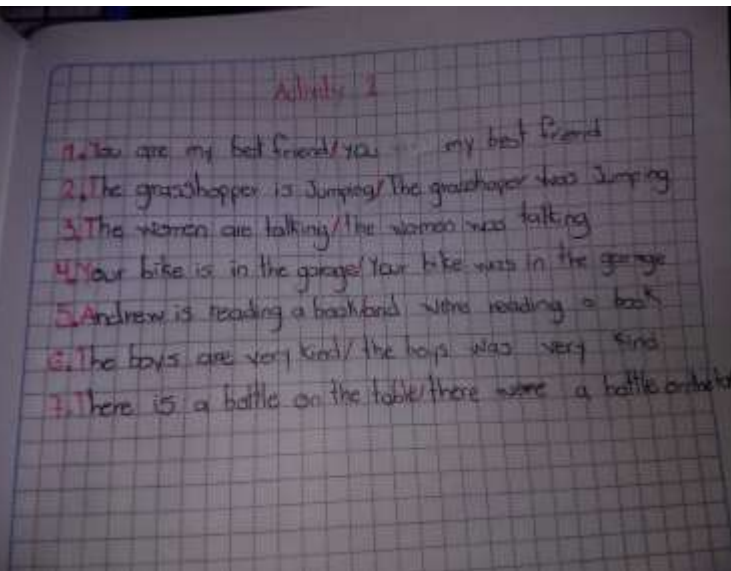 Activity 2
1. You are my best friend/you my best friend
2. The grasshopper is Jumping/The grasshoper was Jumping
3. The women are talking/The women was talking
4. Your bike is in the garage/Your bike was in the garage
5. Andrew is reading a book/and were reading a book
6. The boys are very kind/the boys was very kind
7. There is a bottle on the table/there were a bottle on the